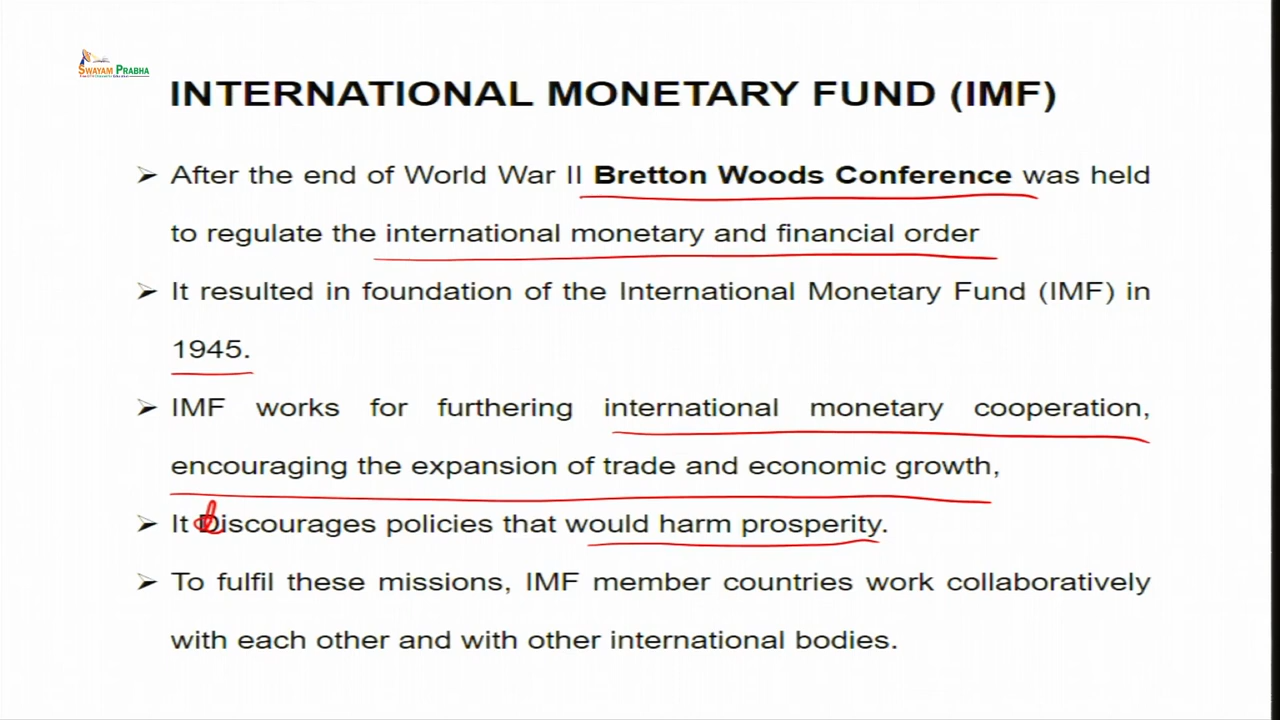 SWAYAM PRABHA
INTERNATIONAL MONETARY FUND (IMF)
➢ After the end of World War II Bretton Woods Conference was held
to regulate the international monetary and financial order
➢ It resulted in foundation of the International Monetary Fund (IMF) in
1945.
➢ IMF works for furthering international monetary cooperation,
encouraging the expansion of trade and economic growth,
➢ It Discourages policies that would harm prosperity.
➢ To fulfil these missions, IMF member countries work collaboratively
with each other and with other international bodies.